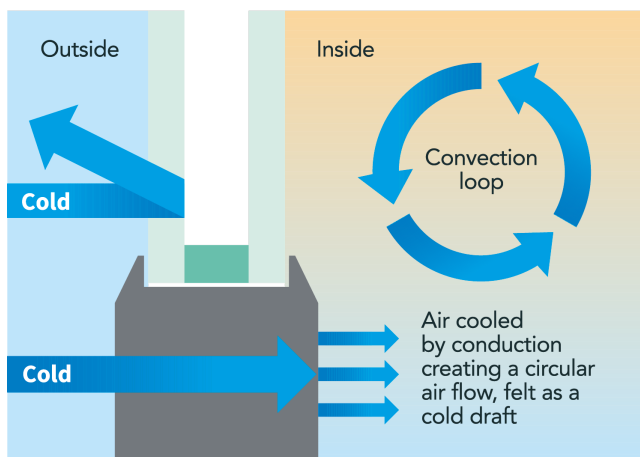 Outside
Inside
Convection
loop
Cold
Air cooled
by conduction
creating a circular
air flow, felt as a
cold draft
Cold